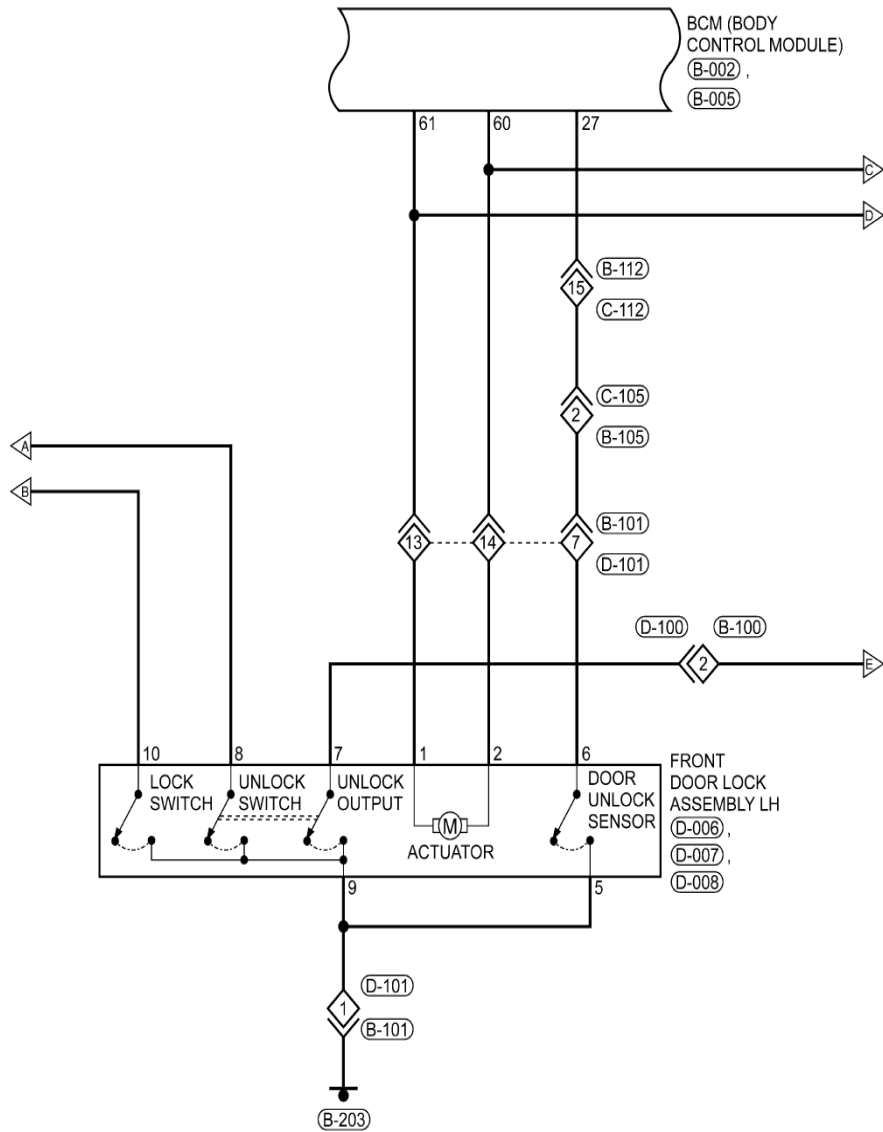 BCM (BODY
CONTROL MODULE)
B-002 ,
B-005
61 60 27
C
D
B-112
15
C-112
C-105
2
B-105
A
B
B-101
13 14 7
D-101
D-100 B-100
2
E
10 8 7 1 2 6
LOCK
SWITCH
UNLOCK
SWITCH
UNLOCK
OUTPUT
M
ACTUATOR
DOOR
UNLOCK
SENSOR
FRONT
DOOR LOCK
ASSEMBLY LH
D-006 ,
D-007 ,
D-008
9 5
D-101
1
B-101
B-203